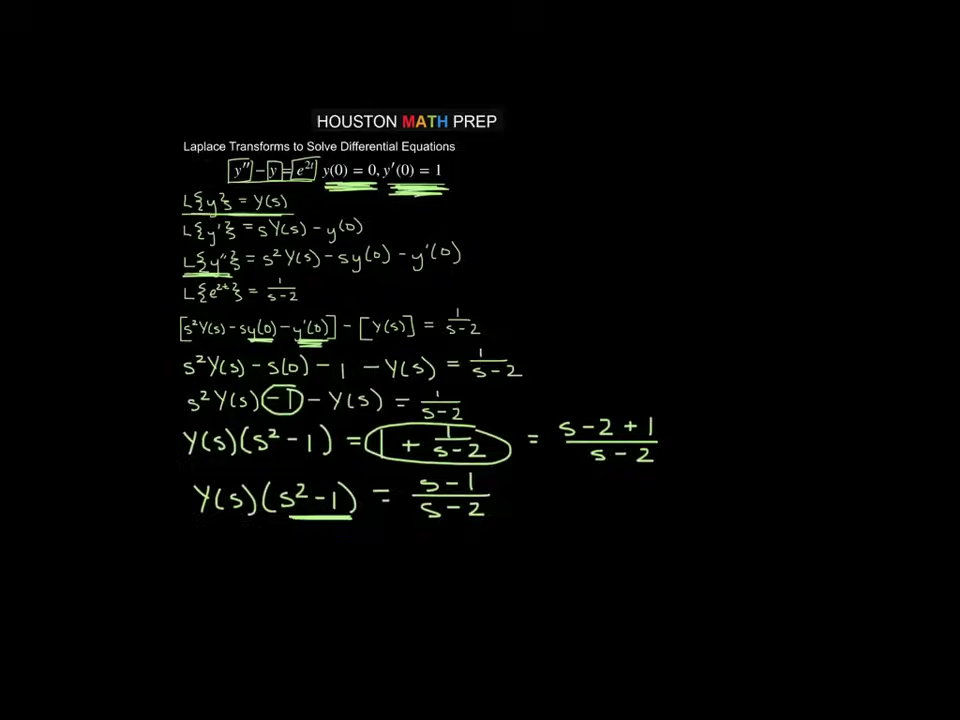 HOUSTON MATH PREP
Laplace Transforms to Solve Differential Equations
y″ − y = e^{2t} y(0) = 0, y′(0) = 1
L{y} = Y(s)
L{y'} = sY(s) − y(0)
L{y"} = s²Y(s) − sy(0) − y'(0)
L{e^{2t}} = 1/(s−2)
[s²Y(s) − sy(0) − y'(0)] − [Y(s)] = 1/(s−2)
s²Y(s) − s(0) − 1 − Y(s) = 1/(s−2)
s²Y(s) − 1 − Y(s) = 1/(s−2)
Y(s)(s² − 1) = 1 + 1/(s−2) = (s−2+1)/(s−2)
Y(s)(s² − 1) = (s−1)/(s−2)